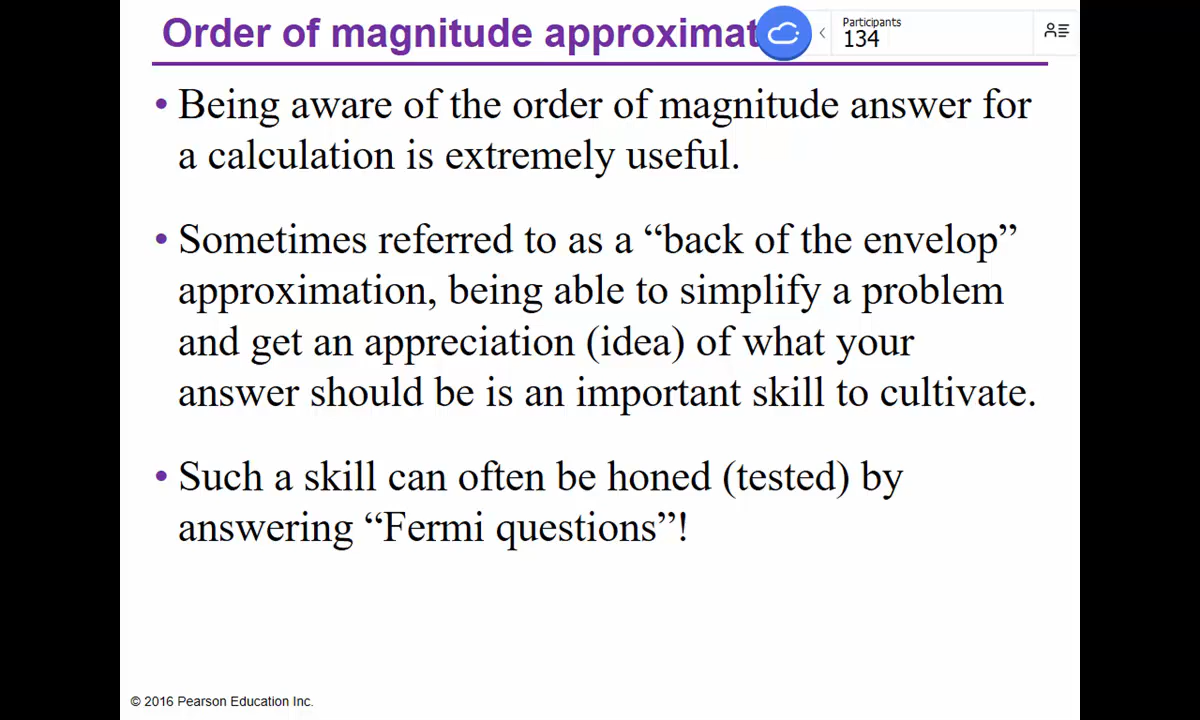 Order of magnitude approximat
Participants
134
• Being aware of the order of magnitude answer for
a calculation is extremely useful.
• Sometimes referred to as a “back of the envelop”
approximation, being able to simplify a problem
and get an appreciation (idea) of what your
answer should be is an important skill to cultivate.
• Such a skill can often be honed (tested) by
answering “Fermi questions”!
© 2016 Pearson Education Inc.